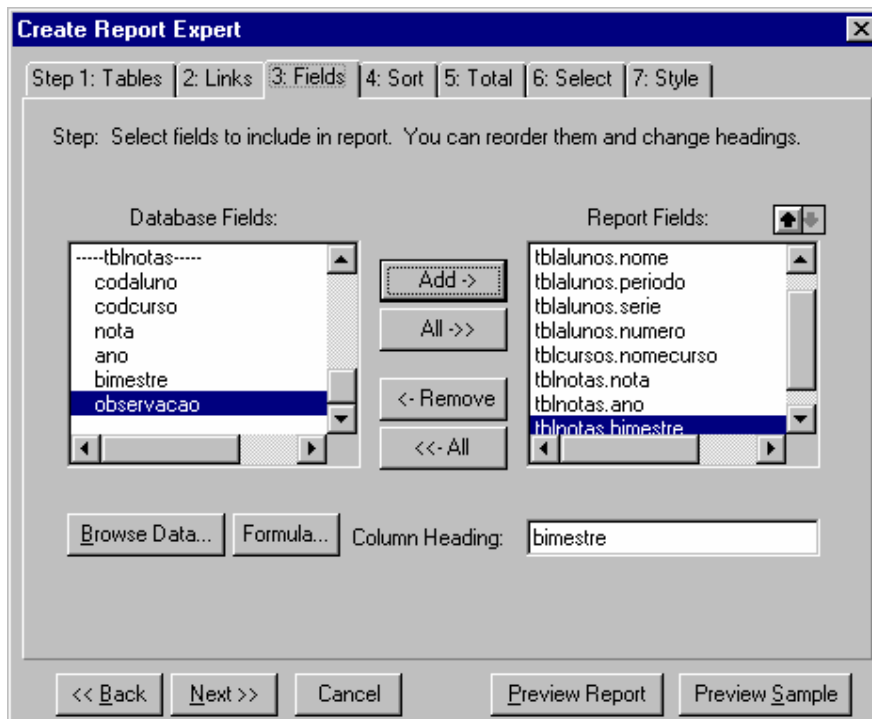 Create Report Expert
Step 1: Tables 2: Links 3: Fields 4: Sort 5: Total 6: Select 7: Style
Step: Select fields to include in report. You can reorder them and change headings.
Database Fields:
Report Fields:
-----tblnotas-----
codaluno
codcurso
nota
ano
bimestre
observacao
Add ->
All ->>
<- Remove
<<- All
tblalunos.nome
tblalunos.periodo
tblalunos.serie
tblalunos.numero
tblcursos.nomecurso
tblnotas.nota
tblnotas.ano
tblnotas.bimestre
Browse Data... Formula... Column Heading: bimestre
<< Back Next >> Cancel Preview Report Preview Sample